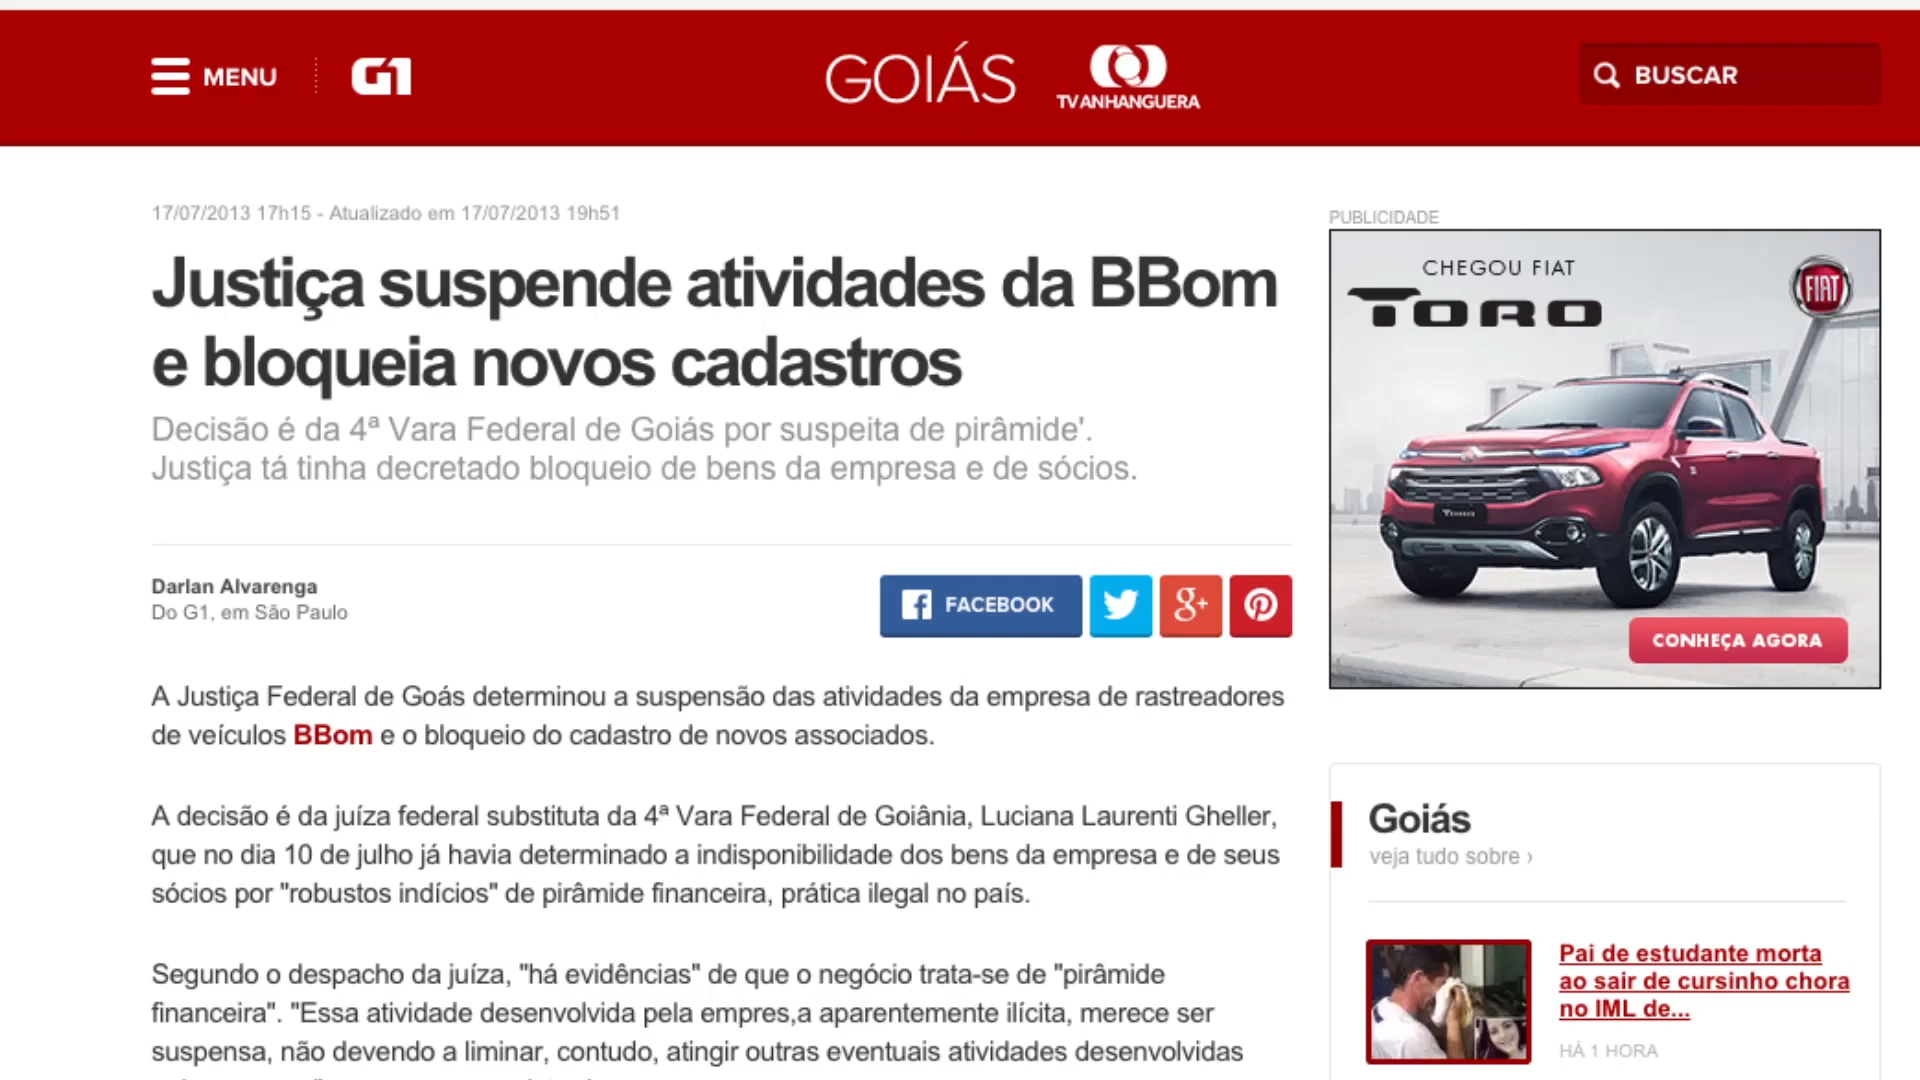 MENU
G1
GOIÁS
TV ANHANGUERA
BUSCAR
17/07/2013 17h15 - Atualizado em 17/07/2013 19h51
Justiça suspende atividades da BBom
e bloqueia novos cadastros
Decisão é da 4ª Vara Federal de Goiás por suspeita de pirâmide'.
Justiça tá tinha decretado bloqueio de bens da empresa e de sócios.
Darlan Alvarenga
Do G1, em São Paulo
FACEBOOK
g+
A Justiça Federal de Goás determinou a suspensão das atividades da empresa de rastreadores
de veículos BBom e o bloqueio do cadastro de novos associados.
A decisão é da juíza federal substituta da 4ª Vara Federal de Goiânia, Luciana Laurenti Gheller,
que no dia 10 de julho já havia determinado a indisponibilidade dos bens da empresa e de seus
sócios por "robustos indícios" de pirâmide financeira, prática ilegal no país.
Segundo o despacho da juíza, "há evidências" de que o negócio trata-se de "pirâmide
financeira". "Essa atividade desenvolvida pela empres,a aparentemente ilícita, merece ser
suspensa, não devendo a liminar, contudo, atingir outras eventuais atividades desenvolvidas
PUBLICIDADE
CHEGOU FIAT
TORO
FIAT
TORO
CONHEÇA AGORA
Goiás
veja tudo sobre ›
Pai de estudante morta
ao sair de cursinho chora
no IML de...
HÁ 1 HORA